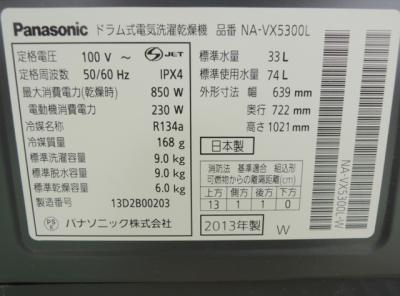 Panasonic ドラム式電気洗濯乾燥機 品番 NA-VX5300L
定格電圧 100 V ～
定格周波数 50/60 Hz
最大消費電力(乾燥時) 850 W
電動機消費電力 230 W
冷媒名称 R134a
冷媒質量 168 g
標準洗濯容量 9.0 kg
標準脱水容量 9.0 kg
標準乾燥容量 6.0 kg
製造番号 13D2B00203
PSE パナソニック株式会社
S JET
IPX4
標準水量 33 L
標準使用水量 74 L
外形寸法 幅 639 mm
奥行 722 mm
高さ 1021 mm
日本製
消防法 基準適合 組込形
可燃物からの離隔距離(cm)
上方 側方 後方 下方
13 1 1 0
2013年製 W
NA-VX5300L-W